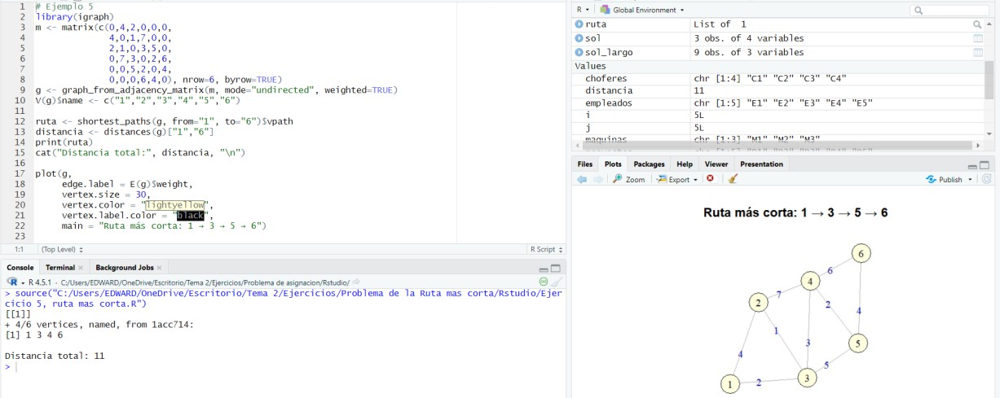 1 # Ejemplo 5
2 library(igraph)
3 m <- matrix(c(0,4,2,0,0,0,
4 4,0,1,7,0,0,
5 2,1,0,3,5,0,
6 0,7,3,0,2,6,
7 0,0,5,2,0,4,
8 0,0,0,6,4,0), nrow=6, byrow=TRUE)
9 g <- graph_from_adjacency_matrix(m, mode="undirected", weighted=TRUE)
10 V(g)$name <- c("1","2","3","4","5","6")
11
12 ruta <- shortest_paths(g, from="1", to="6")$vpath
13 distancia <- distances(g)["1","6"]
14 print(ruta)
15 cat("Distancia total:", distancia, "\n")
16
17 plot(g,
18 edge.label = E(g)$weight,
19 vertex.size = 30,
20 vertex.color = "lightyellow",
21 vertex.label.color = "black",
22 main = "Ruta más corta: 1 → 3 → 5 → 6")
23
1:1 (Top Level) R Script
Console Terminal Background Jobs
R R 4.5.1 · C:/Users/EDWARD/OneDrive/Escritorio/Tema 2/Ejercicios/Problema de asignacion/Rstudio/
> source("C:/Users/EDWARD/OneDrive/Escritorio/Tema 2/Ejercicios/Problema de la Ruta mas corta/Rstudio/Ejer
cicio 5, ruta mas corta.R")
[[1]]
+ 4/6 vertices, named, from 1acc714:
[1] 1 3 4 6
Distancia total: 11
>
R Global Environment
ruta List of 1
sol 3 obs. of 4 variables
sol_largo 9 obs. of 3 variables
Values
choferes chr [1:4] "C1" "C2" "C3" "C4"
distancia 11
empleados chr [1:5] "E1" "E2" "E3" "E4" "E5"
i 5L
j 5L
maquinas chr [1:3] "M1" "M2" "M3"
Files Plots Packages Help Viewer Presentation
Zoom Export Publish
Ruta más corta: 1 → 3 → 5 → 6
6
6
4
7
2
2
4
1
3
5
4
5
3
2
1